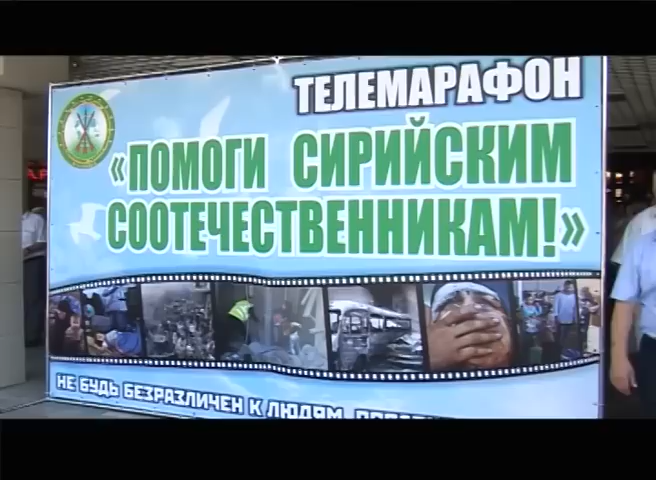 ТЕЛЕМАРАФОН
«ПОМОГИ СИРИЙСКИМ
СООТЕЧЕСТВЕННИКАМ!»
НЕ БУДЬ БЕЗРАЗЛИЧЕН К ЛЮДЯМ,